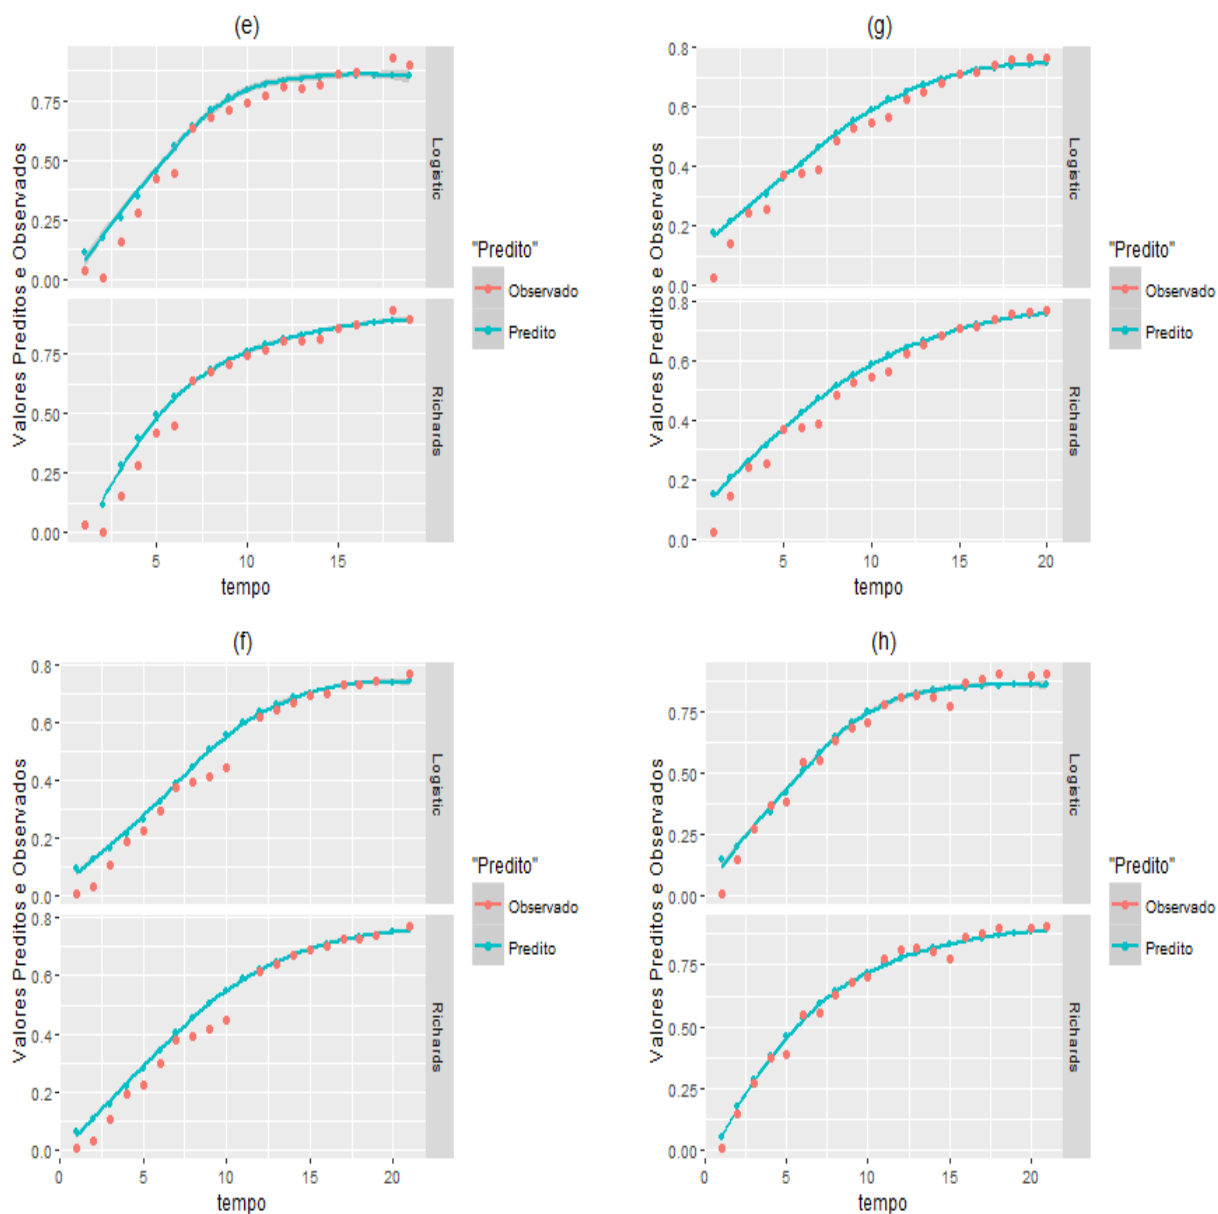 (e)
Valores Preditos e Observados
0.75
0.50
0.25
0.00
Logistic
0.75
0.50
0.25
0.00
Richards
5
10
15
tempo
"Predito"
Observado
Predito
(g)
Valores Preditos e Observados
0.8
0.6
0.4
0.2
0.0
Logistic
0.8
0.6
0.4
0.2
0.0
Richards
5
10
15
20
tempo
"Predito"
Observado
Predito
(f)
Valores Preditos e Observados
0.8
0.6
0.4
0.2
0.0
Logistic
0.8
0.6
0.4
0.2
0.0
Richards
0
5
10
15
20
tempo
"Predito"
Observado
Predito
(h)
Valores Preditos e Observados
0.75
0.50
0.25
0.00
Logistic
0.75
0.50
0.25
0.00
Richards
0
5
10
15
20
tempo
"Predito"
Observado
Predito